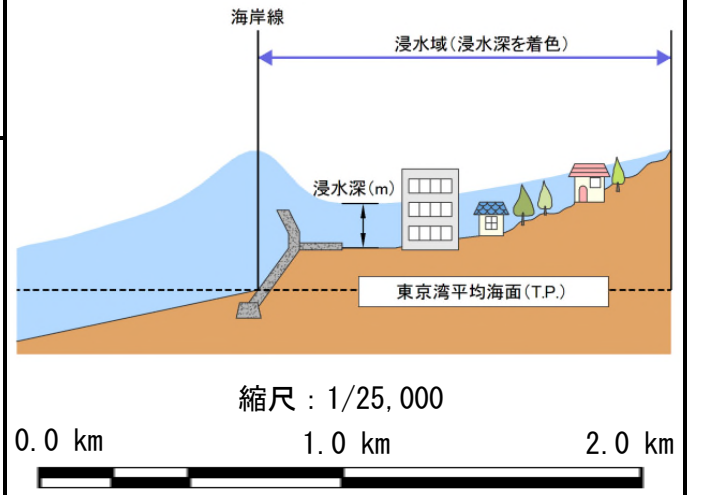 海岸線
浸水域（浸水深を着色）
浸水深（m）
東京湾平均海面（T.P.）
縮尺：1/25,000
0.0 km 1.0 km 2.0 km